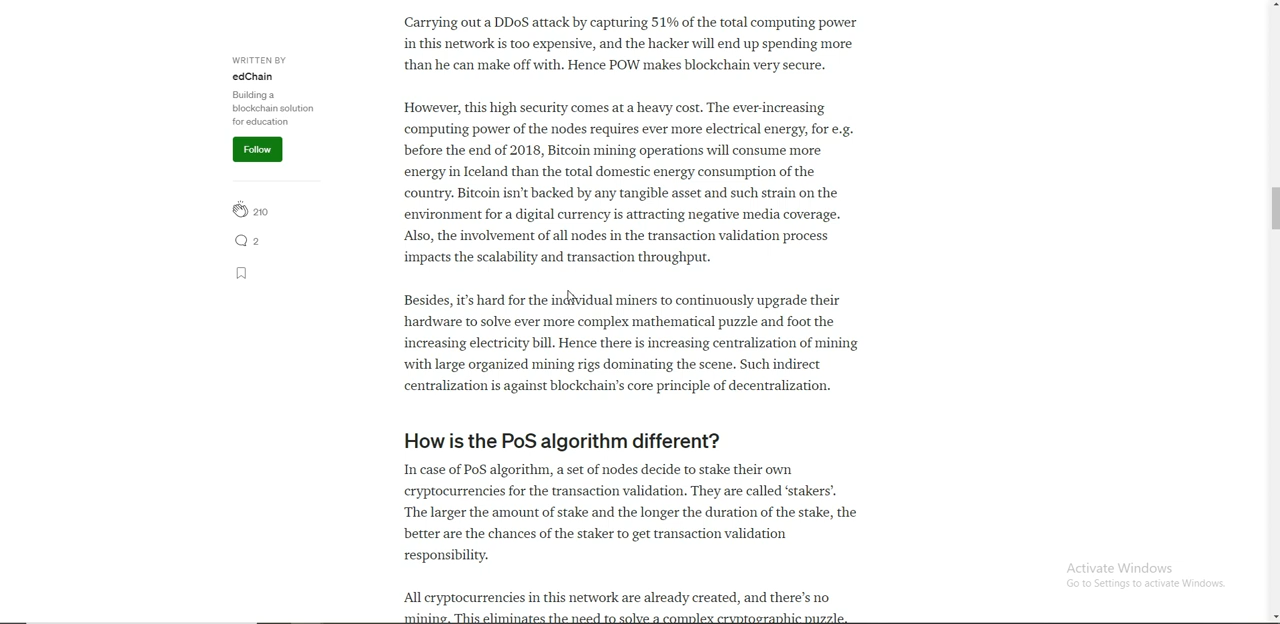 Carrying out a DDoS attack by capturing 51% of the total computing power
in this network is too expensive, and the hacker will end up spending more
than he can make off with. Hence POW makes blockchain very secure.
WRITTEN BY
edChain
Building a
blockchain solution
for education
Follow
210
2
However, this high security comes at a heavy cost. The ever-increasing
computing power of the nodes requires ever more electrical energy, for e.g.
before the end of 2018, Bitcoin mining operations will consume more
energy in Iceland than the total domestic energy consumption of the
country. Bitcoin isn’t backed by any tangible asset and such strain on the
environment for a digital currency is attracting negative media coverage.
Also, the involvement of all nodes in the transaction validation process
impacts the scalability and transaction throughput.
Besides, it’s hard for the individual miners to continuously upgrade their
hardware to solve ever more complex mathematical puzzle and foot the
increasing electricity bill. Hence there is increasing centralization of mining
with large organized mining rigs dominating the scene. Such indirect
centralization is against blockchain’s core principle of decentralization.
How is the PoS algorithm different?
In case of PoS algorithm, a set of nodes decide to stake their own
cryptocurrencies for the transaction validation. They are called ‘stakers’.
The larger the amount of stake and the longer the duration of the stake, the
better are the chances of the staker to get transaction validation
responsibility.
All cryptocurrencies in this network are already created, and there’s no
mining. This eliminates the need to solve a complex cryptographic puzzle.
Activate Windows
Go to Settings to activate Windows.